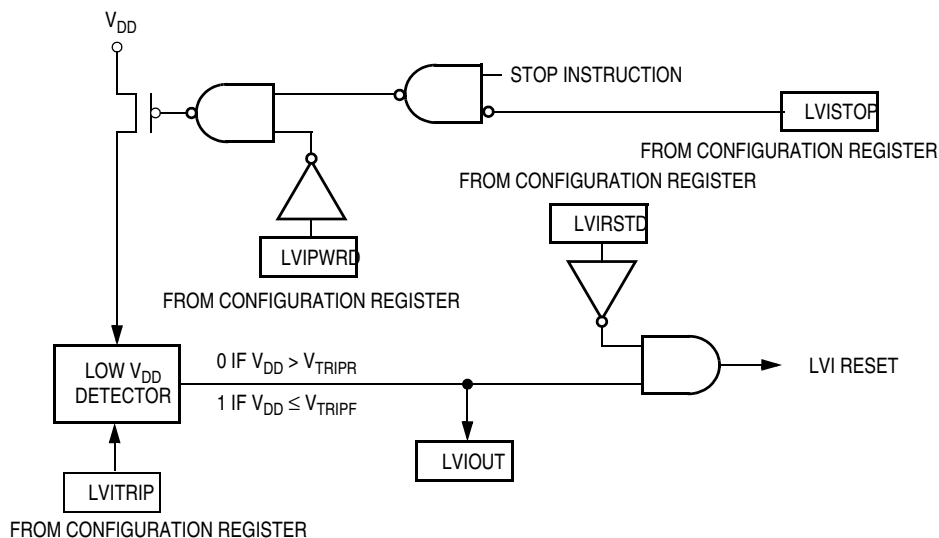 VDD
STOP INSTRUCTION
LVISTOP
FROM CONFIGURATION REGISTER
FROM CONFIGURATION REGISTER
LVIRSTD
LVIPWRD
FROM CONFIGURATION REGISTER
LOW VDD
DETECTOR
0 IF VDD > VTRIPR
1 IF VDD ≤ VTRIPF
LVI RESET
LVIOUT
LVITRIP
FROM CONFIGURATION REGISTER